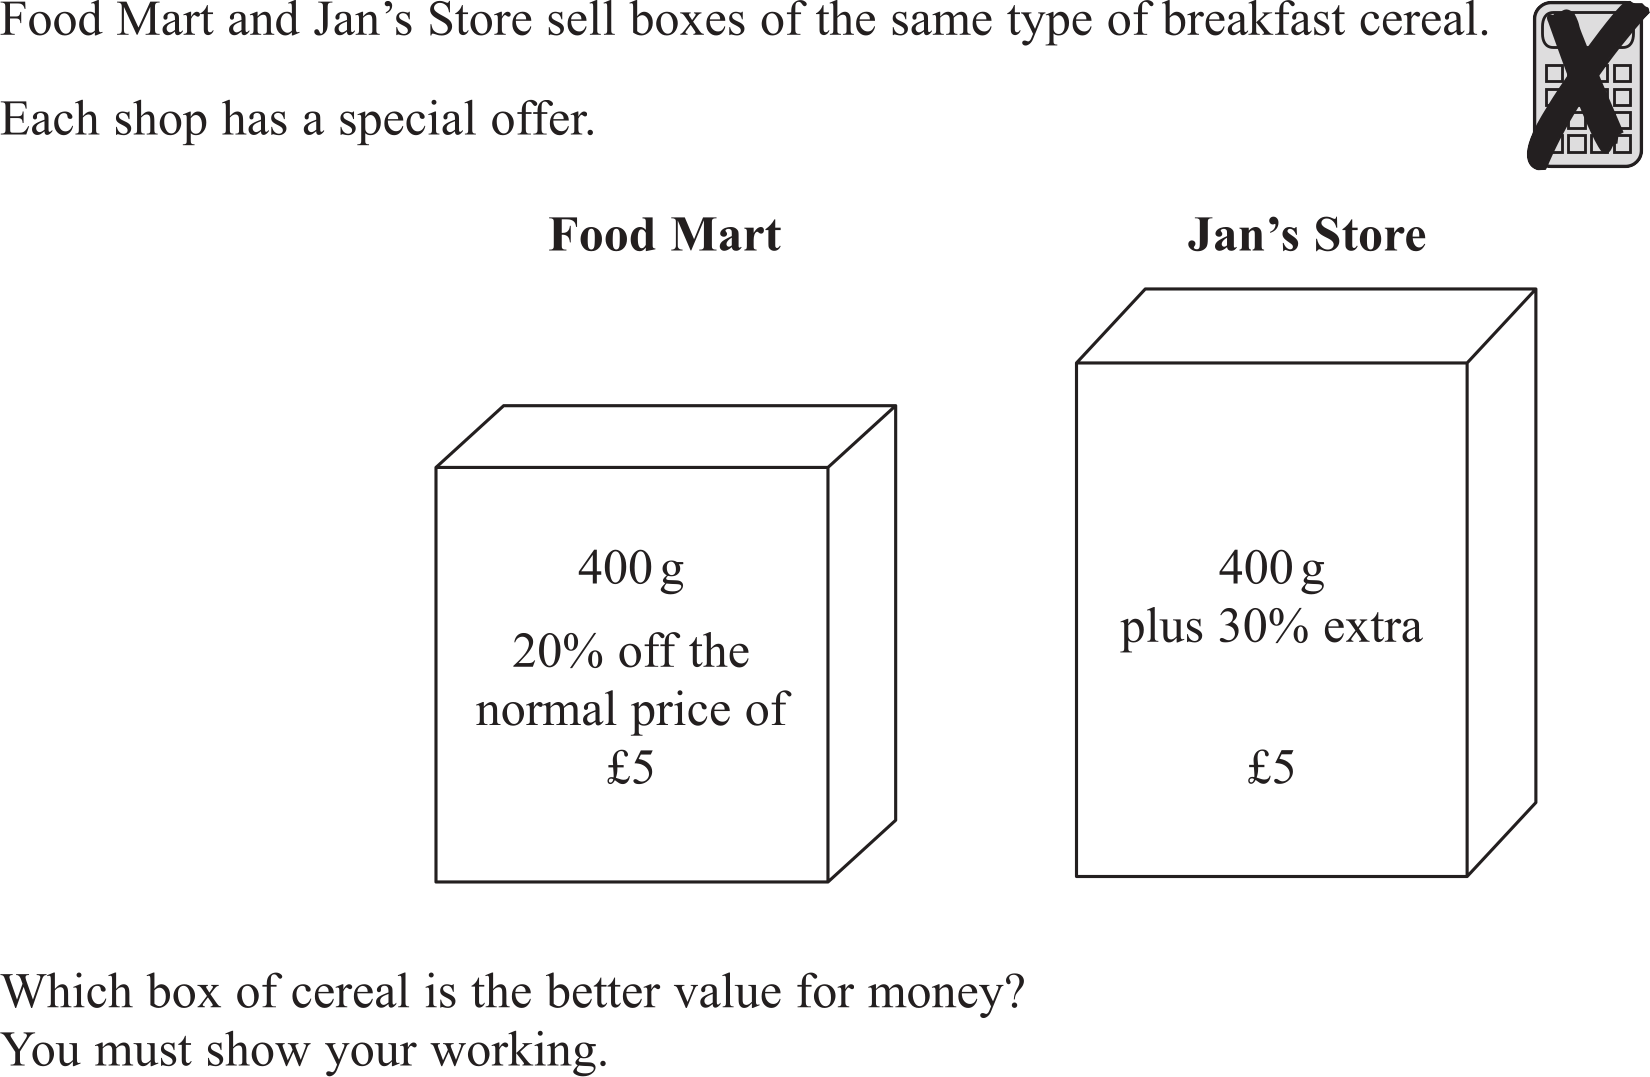 Food Mart and Jan’s Store sell boxes of the same type of breakfast cereal.
Each shop has a special offer.
Food Mart
Jan’s Store
400 g
20% off the
normal price of
£5
400 g
plus 30% extra
£5
Which box of cereal is the better value for money?
You must show your working.